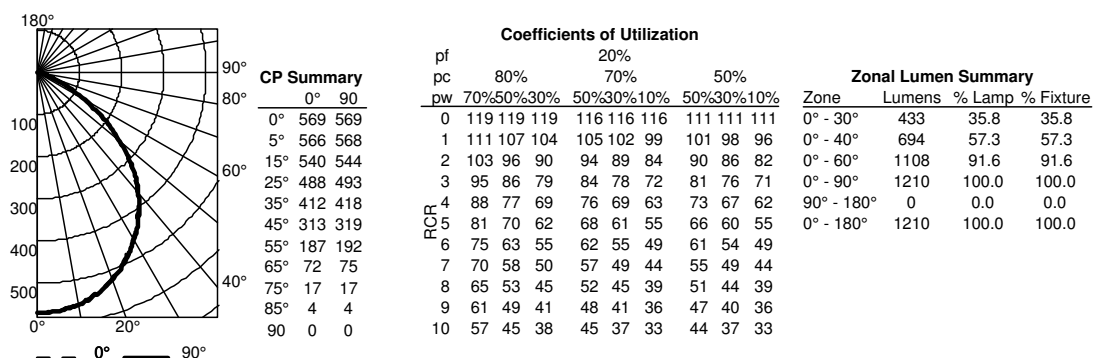 180°
90°
80°
60°
40°
20°
0°
100
200
300
400
500
0° 90°
CP Summary
0° 90
0° 569 569
5° 566 568
15° 540 544
25° 488 493
35° 412 418
45° 313 319
55° 187 192
65° 72 75
75° 17 17
85° 4 4
90 0 0
Coefficients of Utilization
pf 20%
pc 80% 70% 50%
pw 70%50%30% 50%30%10% 50%30%10%
RCR
0 119 119 119 116 116 116 111 111 111
1 111 107 104 105 102 99 101 98 96
2 103 96 90 94 89 84 90 86 82
3 95 86 79 84 78 72 81 76 71
4 88 77 69 76 69 63 73 67 62
5 81 70 62 68 61 55 66 60 55
6 75 63 55 62 55 49 61 54 49
7 70 58 50 57 49 44 55 49 44
8 65 53 45 52 45 39 51 44 39
9 61 49 41 48 41 36 47 40 36
10 57 45 38 45 37 33 44 37 33
Zonal Lumen Summary
Zone Lumens % Lamp % Fixture
0° - 30° 433 35.8 35.8
0° - 40° 694 57.3 57.3
0° - 60° 1108 91.6 91.6
0° - 90° 1210 100.0 100.0
90° - 180° 0 0.0 0.0
0° - 180° 1210 100.0 100.0